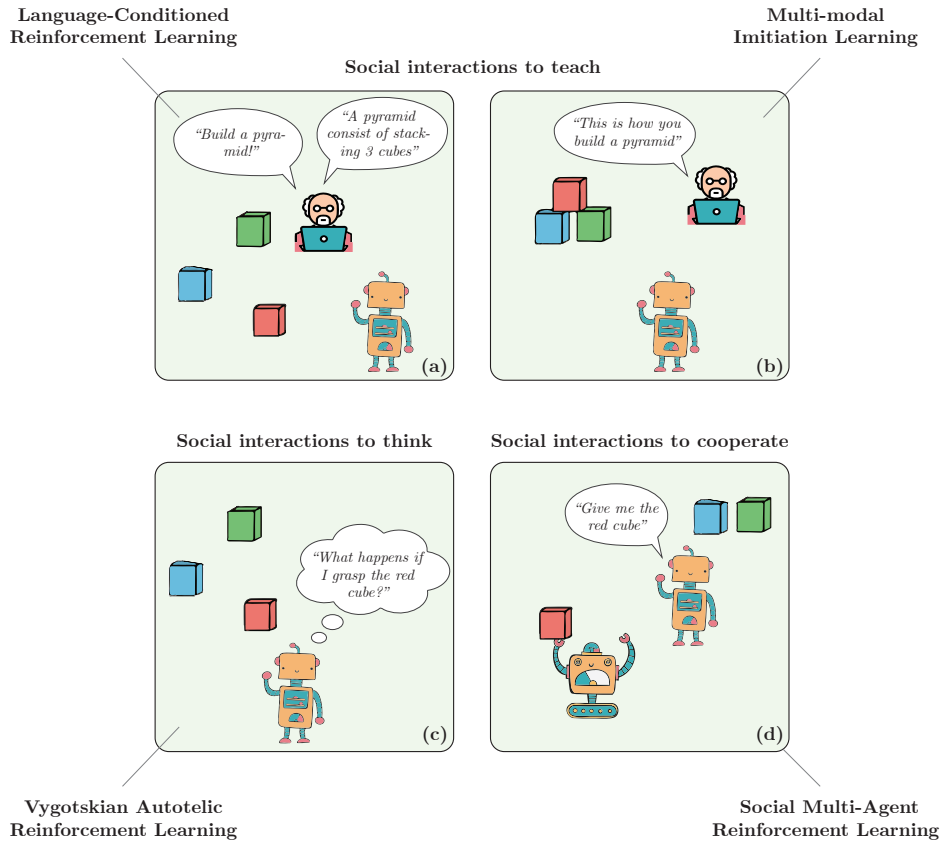 Language-Conditioned
Reinforcement Learning
Multi-modal
Imitiation Learning
Social interactions to teach
“Build a pyra-
mid!”
“A pyramid
consist of stack-
ing 3 cubes”
(a)
“This is how you
build a pyramid”
(b)
Social interactions to think
“What happens if
I grasp the red
cube?”
(c)
Social interactions to cooperate
“Give me the
red cube”
(d)
Vygotskian Autotelic
Reinforcement Learning
Social Multi-Agent
Reinforcement Learning